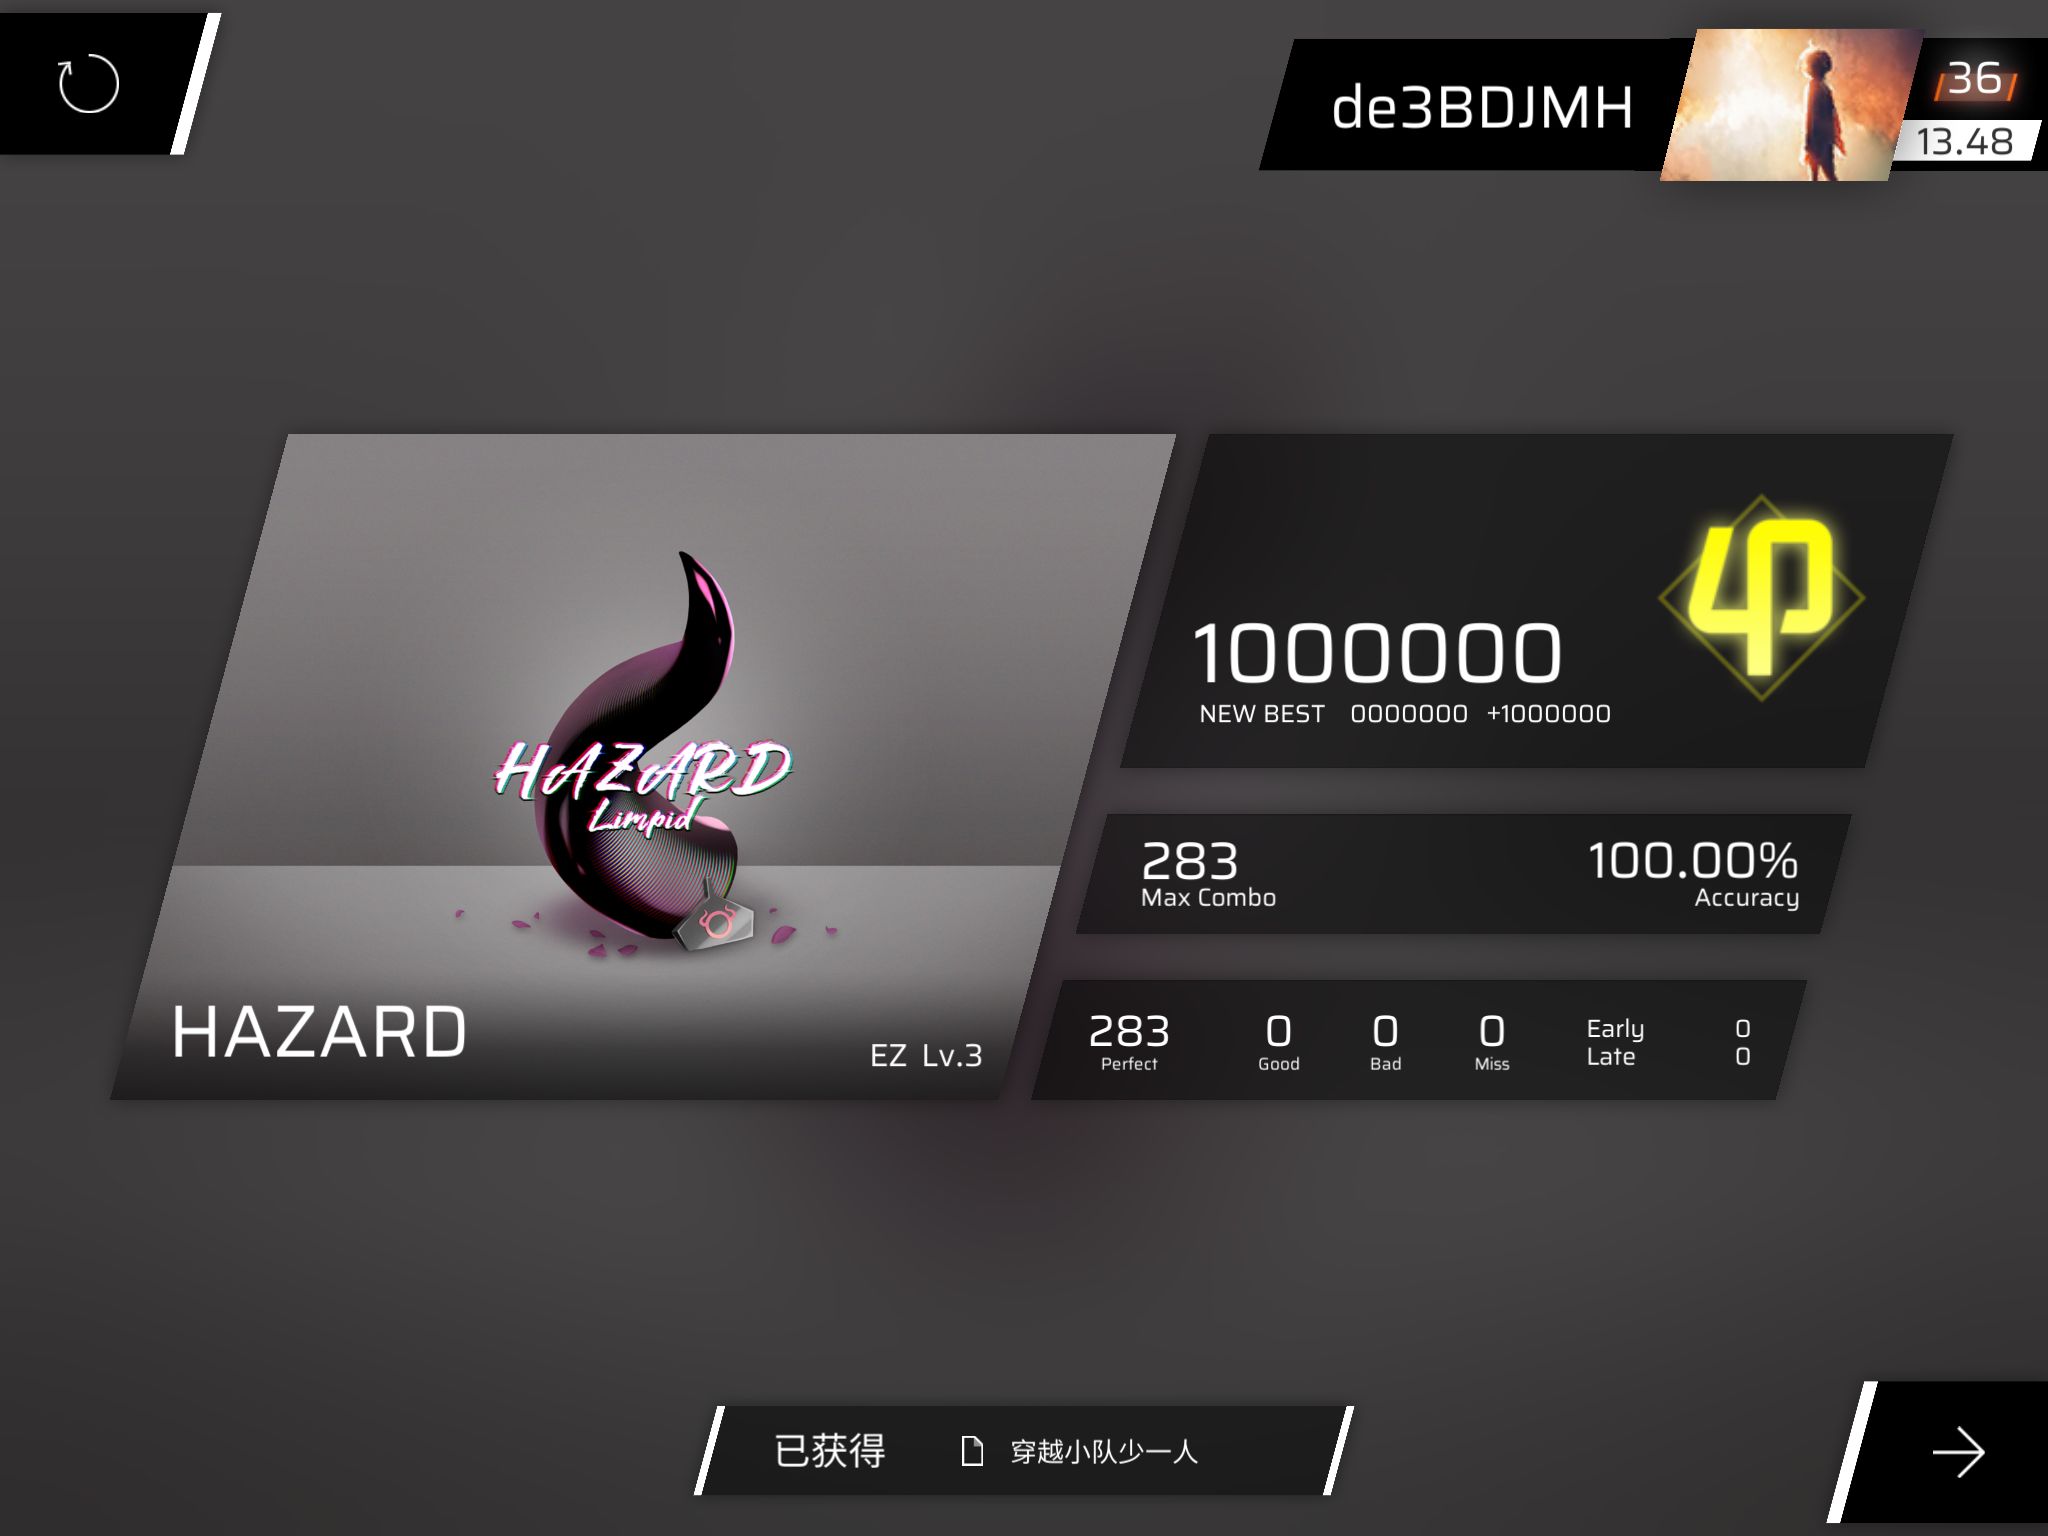 de3BDJMH
36
13.48
HAZARD
Limpid
HAZARD
EZ Lv.3
1000000
NEW BEST 0000000 +1000000
283
Max Combo
100.00%
Accuracy
283
Perfect
0
Good
0
Bad
0
Miss
Early 0
Late 0
已获得 穿越小队少一人